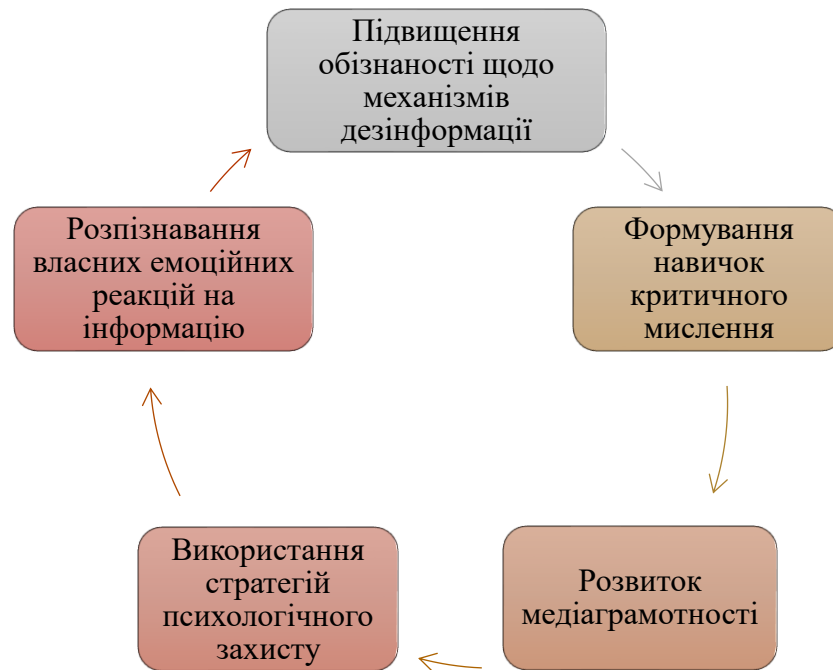 Підвищення
обізнаності щодо
механізмів
дезінформації
Формування
навичок
критичного
мислення
Розвиток
медіаграмотності
Використання
стратегій
психологічного
захисту
Розпізнавання
власних емоційних
реакцій на
інформацію